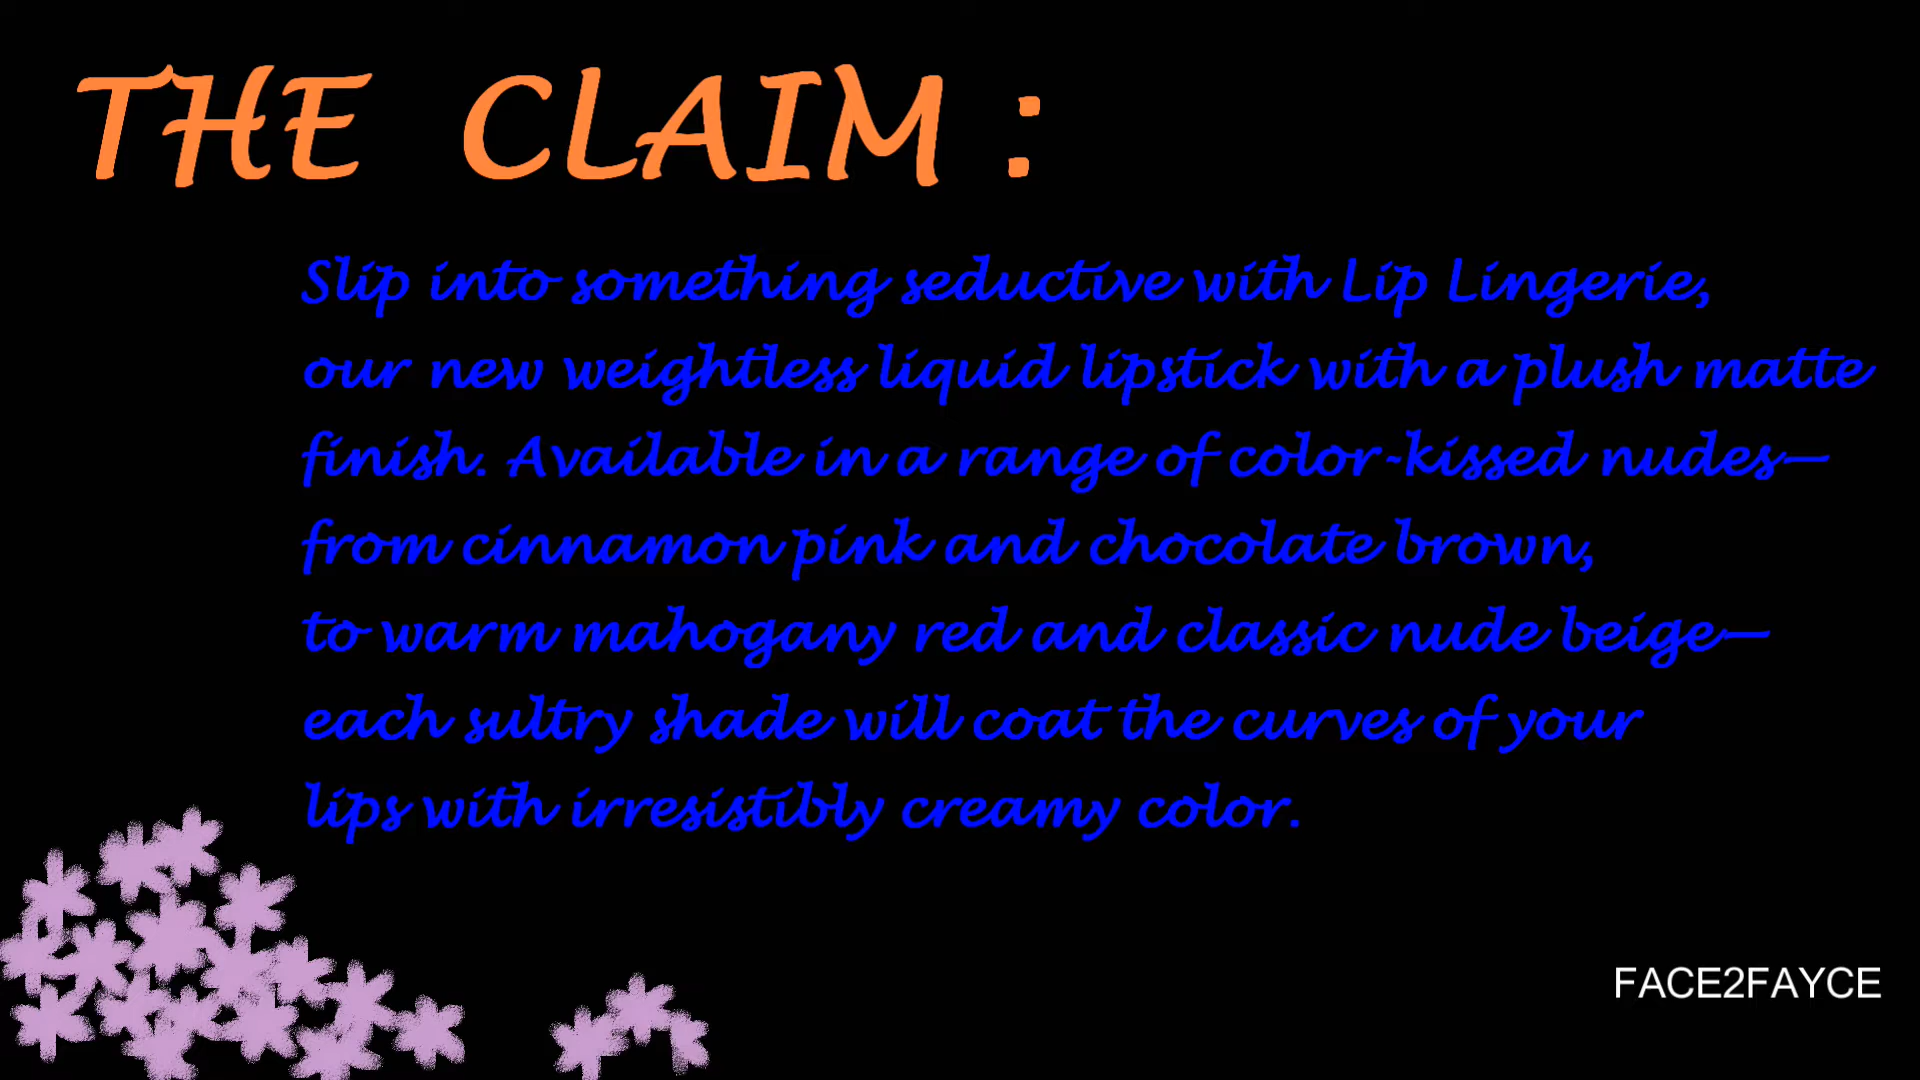 THE CLAIM :
Slip into something seductive with Lip Lingerie,
our new weightless liquid lipstick with a plush matte
finish. Available in a range of color-kissed nudes—
from cinnamon pink and chocolate brown,
to warm mahogany red and classic nude beige—
each sultry shade will coat the curves of your
lips with irresistibly creamy color.
FACE2FAYCE